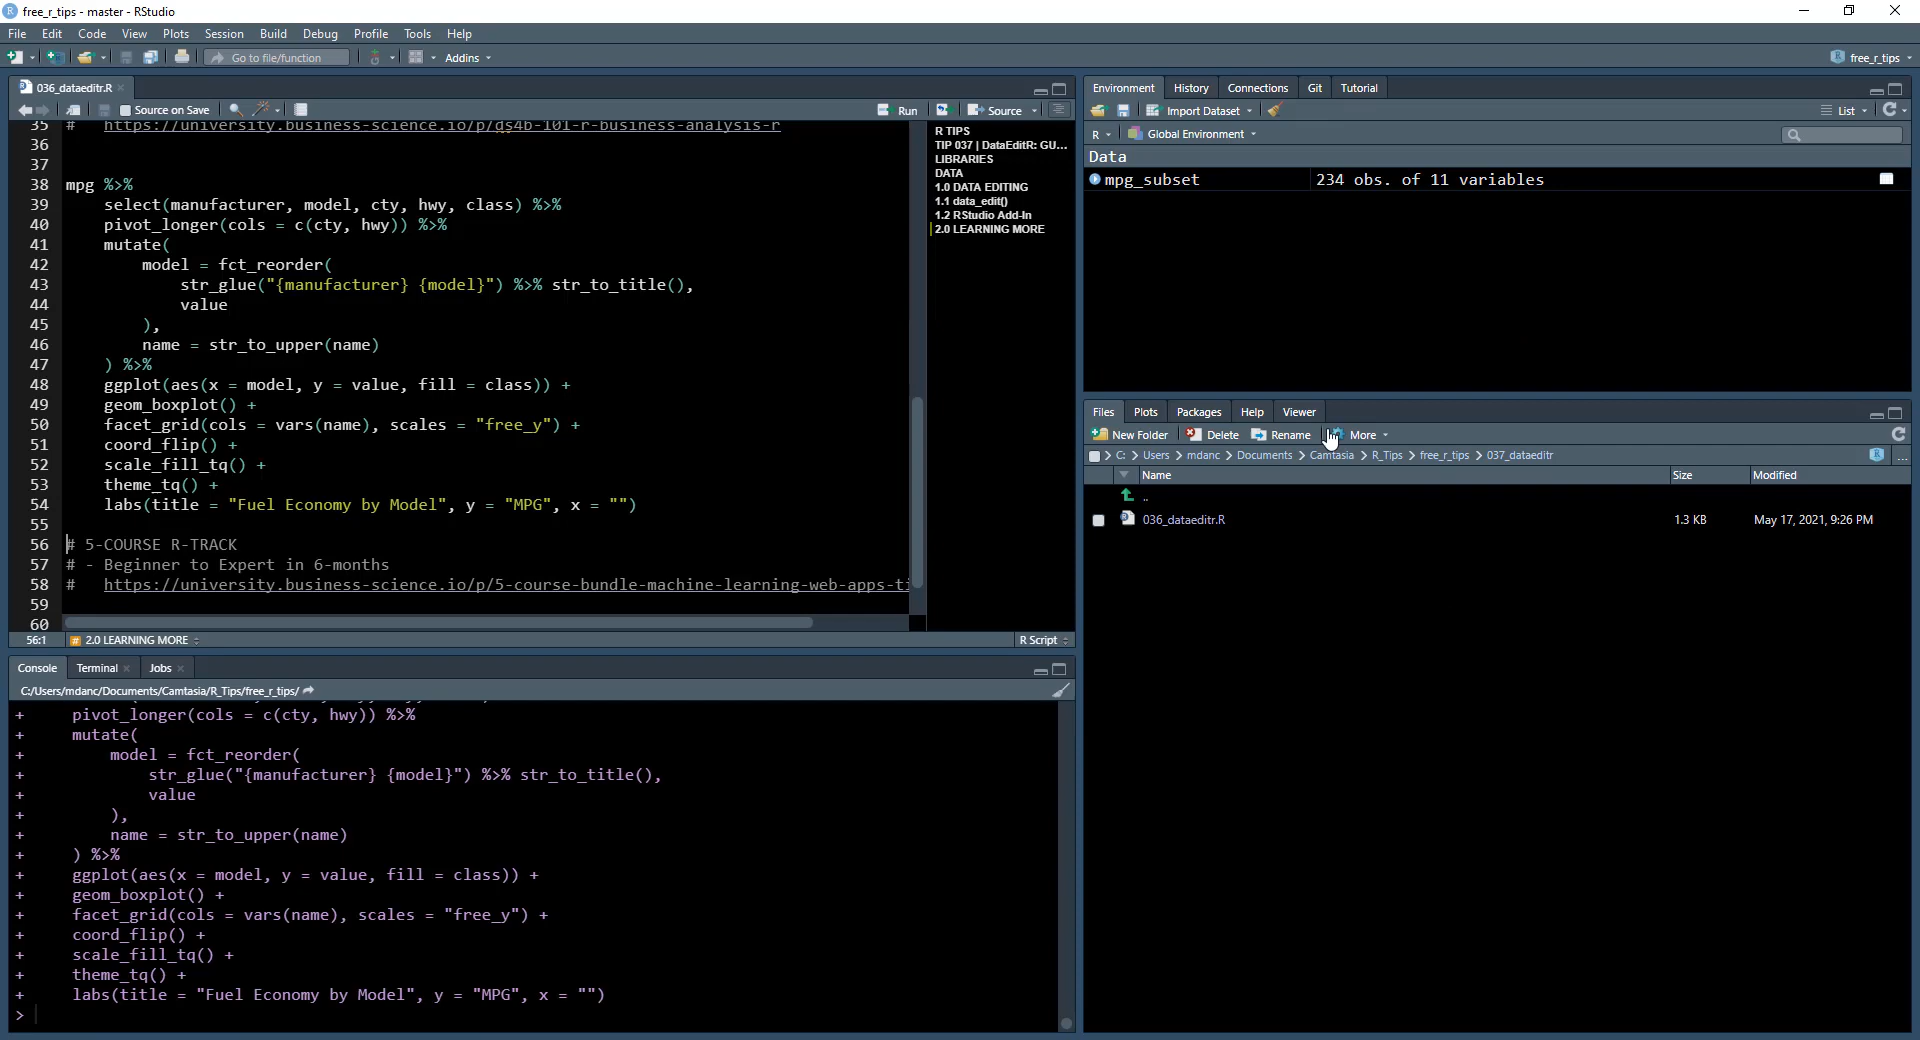 free_r_tips - master - RStudio
File Edit Code View Plots Session Build Debug Profile Tools Help
Go to file/function Addins free_r_tips
036_dataeditr.R
Source on Save Run Source
35 # https://university.business-science.io/p/ds4b-101-r-business-analysis-r
36
37
38 mpg %>%
39 select(manufacturer, model, cty, hwy, class) %>%
40 pivot_longer(cols = c(cty, hwy)) %>%
41 mutate(
42 model = fct_reorder(
43 str_glue("{manufacturer} {model}") %>% str_to_title(),
44 value
45 ),
46 name = str_to_upper(name)
47 ) %>%
48 ggplot(aes(x = model, y = value, fill = class)) +
49 geom_boxplot() +
50 facet_grid(cols = vars(name), scales = "free_y") +
51 coord_flip() +
52 scale_fill_tq() +
53 theme_tq() +
54 labs(title = "Fuel Economy by Model", y = "MPG", x = "")
55
56 # 5-COURSE R-TRACK
57 # - Beginner to Expert in 6-months
58 # https://university.business-science.io/p/5-course-bundle-machine-learning-web-apps-ti
59
60
R TIPS
TIP 037 | DataEditR: GU...
LIBRARIES
DATA
1.0 DATA EDITING
1.1 data_edit()
1.2 RStudio Add-In
2.0 LEARNING MORE
56:1 2.0 LEARNING MORE R Script
Console Terminal Jobs
C:/Users/mdanc/Documents/Camtasia/R_Tips/free_r_tips/
+ pivot_longer(cols = c(cty, hwy)) %>%
+ mutate(
+ model = fct_reorder(
+ str_glue("{manufacturer} {model}") %>% str_to_title(),
+ value
+ ),
+ name = str_to_upper(name)
+ ) %>%
+ ggplot(aes(x = model, y = value, fill = class)) +
+ geom_boxplot() +
+ facet_grid(cols = vars(name), scales = "free_y") +
+ coord_flip() +
+ scale_fill_tq() +
+ theme_tq() +
+ labs(title = "Fuel Economy by Model", y = "MPG", x = "")
>
Environment History Connections Git Tutorial
Import Dataset List
R Global Environment
Data
mpg_subset 234 obs. of 11 variables
Files Plots Packages Help Viewer
New Folder Delete Rename More
C: > Users > mdanc > Documents > Camtasia > R_Tips > free_r_tips > 037_dataeditr ...
Name Size Modified
..
036_dataeditr.R 1.3 KB May 17, 2021, 9:26 PM